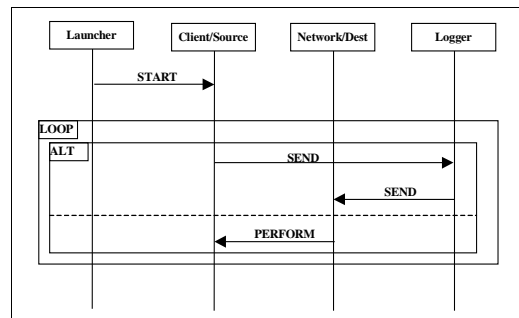 Launcher Client/Source Network/Dest Logger
START
LOOP
ALT
SEND
SEND
PERFORM